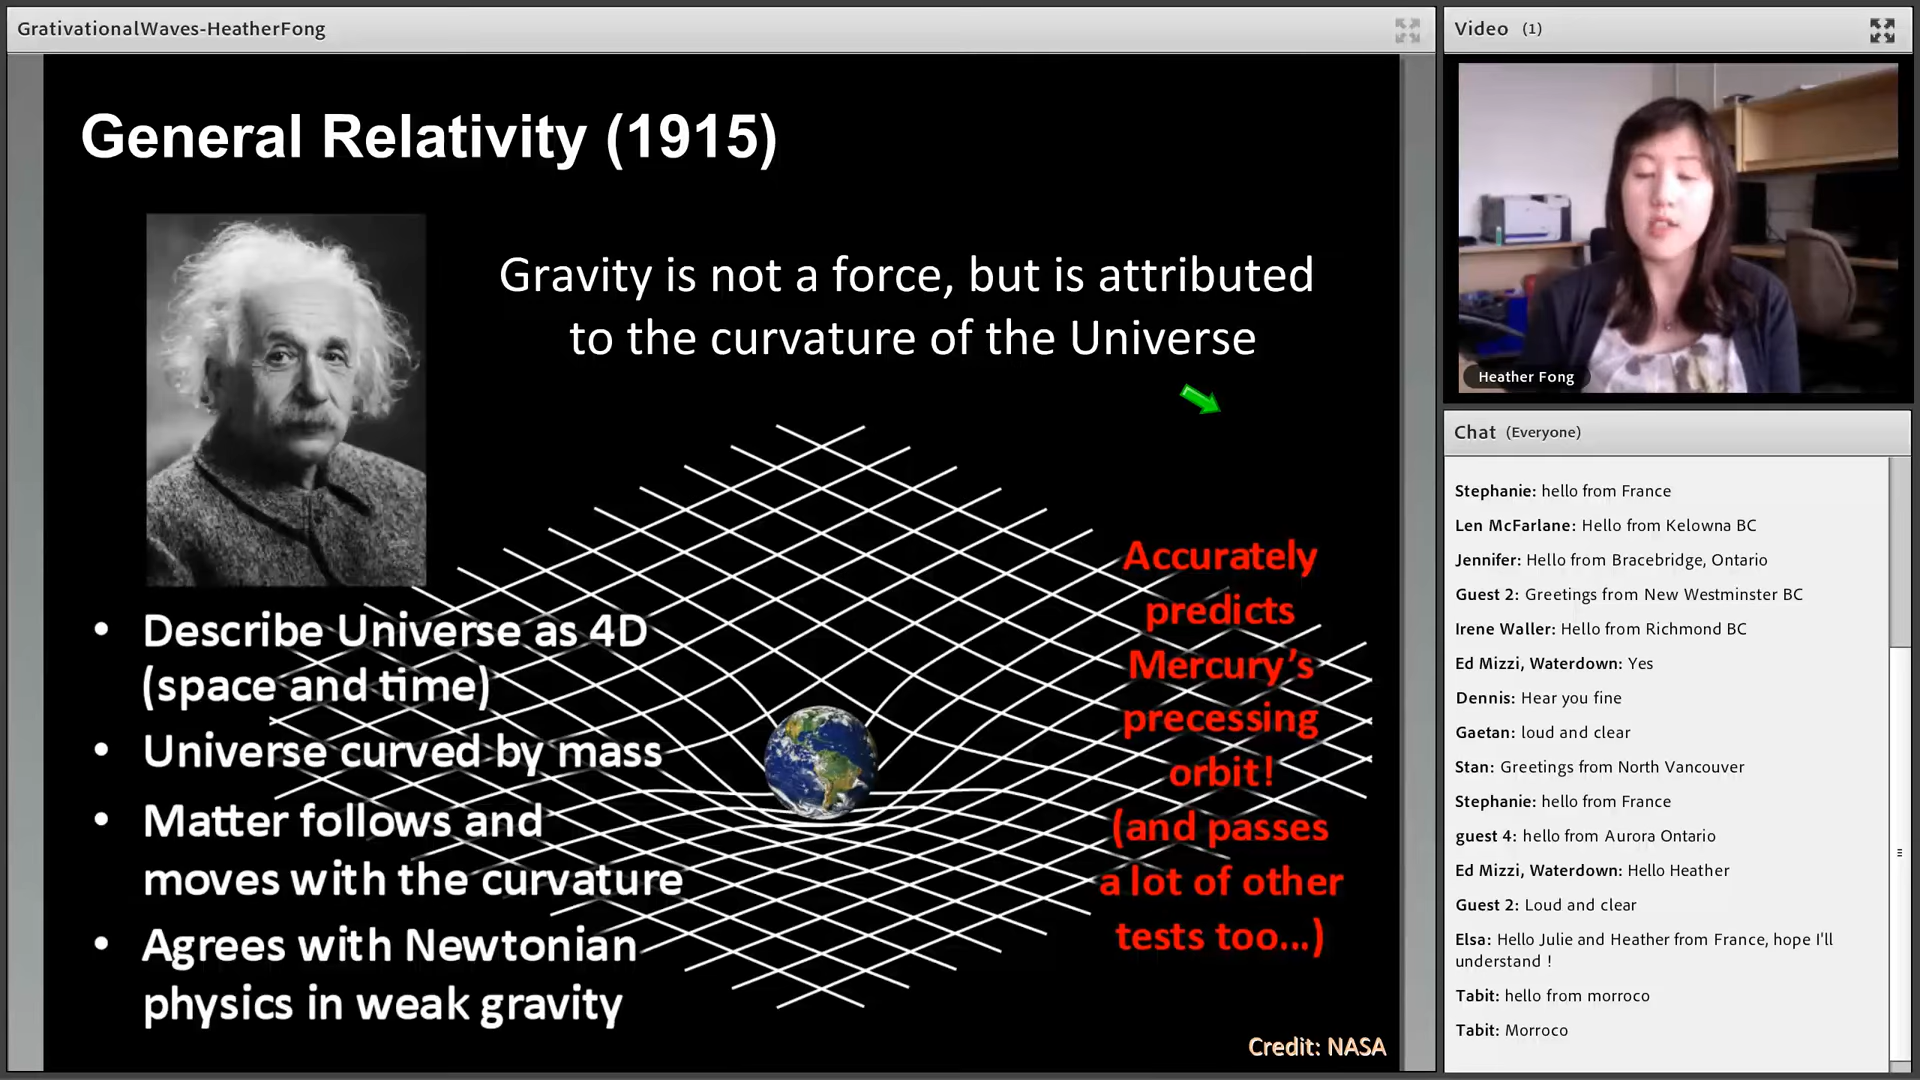 GrativationalWaves-HeatherFong
General Relativity (1915)
Gravity is not a force, but is attributed
to the curvature of the Universe
• Describe Universe as 4D
(space and time)
• Universe curved by mass
• Matter follows and
moves with the curvature
• Agrees with Newtonian
physics in weak gravity
Accurately
predicts
Mercury’s
precessing
orbit!
(and passes
a lot of other
tests too...)
Credit: NASA
Video (1)
Heather Fong
Chat (Everyone)
Stephanie: hello from France
Len McFarlane: Hello from Kelowna BC
Jennifer: Hello from Bracebridge, Ontario
Guest 2: Greetings from New Westminster BC
Irene Waller: Hello from Richmond BC
Ed Mizzi, Waterdown: Yes
Dennis: Hear you fine
Gaetan: loud and clear
Stan: Greetings from North Vancouver
Stephanie: hello from France
guest 4: hello from Aurora Ontario
Ed Mizzi, Waterdown: Hello Heather
Guest 2: Loud and clear
Elsa: Hello Julie and Heather from France, hope I'll
understand !
Tabit: hello from morroco
Tabit: Morroco